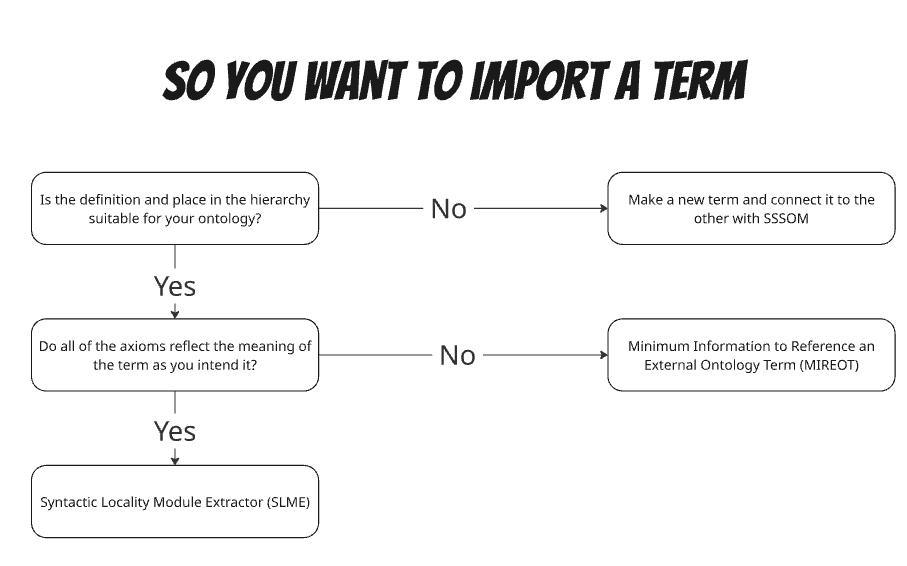 SO YOU WANT TO IMPORT A TERM
Is the definition and place in the hierarchy
suitable for your ontology?
No
Make a new term and connect it to the
other with SSSOM
Yes
Do all of the axioms reflect the meaning of
the term as you intend it?
No
Minimum Information to Reference an
External Ontology Term (MIREOT)
Yes
Syntactic Locality Module Extractor (SLME)